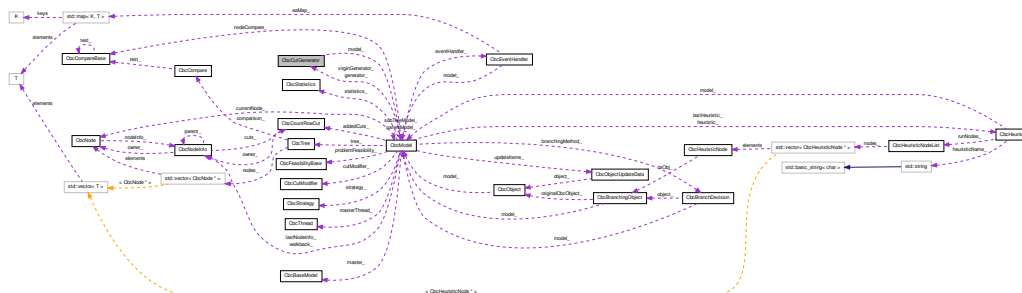 K
keys
std::map< K, T >
eaMap_
nodeCompare_
elements
test_
CbcCompareBase
test_
CbcCompare
T
elements
CbcCutGenerator
model_
virginGenerator_
generator_
CbcStatistics
statistics_
eventHandler_
CbcEventHandler
model_
currentNode_
comparison_
CbcCountRowCut
addedCuts_
CbcNode
nodeInfo_
owner_
parent_
CbcNodeInfo
cuts_
owner_
CbcTree
tree_
CbcModel
elements
nodes_
problemFeasibility_
CbcFeasibilityBase
cutModifier_
CbcCutModifier
std::vector< T >
< CbcNode * >
std::vector< CbcNode * >
strategy_
CbcStrategy
masterThread_
CbcThread
lastNodeInfo_
walkback_
master_
CbcBaseModel
model_
lastHeuristic_
heuristic_
branchingMethod_
updateItems_
CbcObjectUpdateData
object_
model_
CbcObject
originalCbcObject_
CbcBranchingObject
object_
CbcBranchDecision
model_
model_
CbcHeuristicNode
elements
std::vector< CbcHeuristicNode * >
nodes_
CbcHeuristicNodeList
runNodes_
heuristicName_
std::basic_string< char >
std::string
< CbcHeuristicNode * >